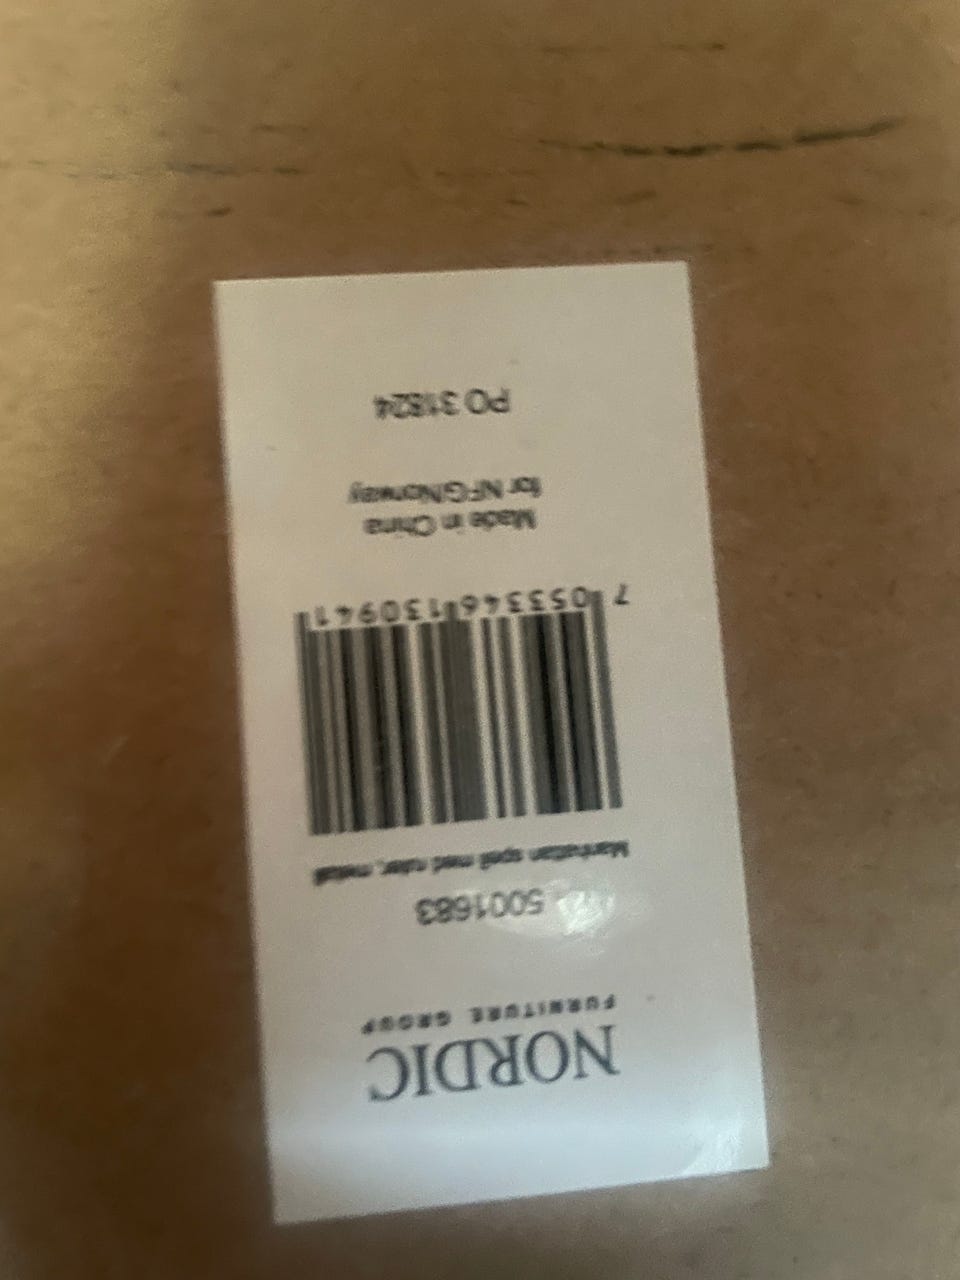 NORDIC
FURNITURE GROUP
5001683
Manhattan speil med ruter, metall
7 053346 130941
Made in China
for NFG/Norway
PO 31824